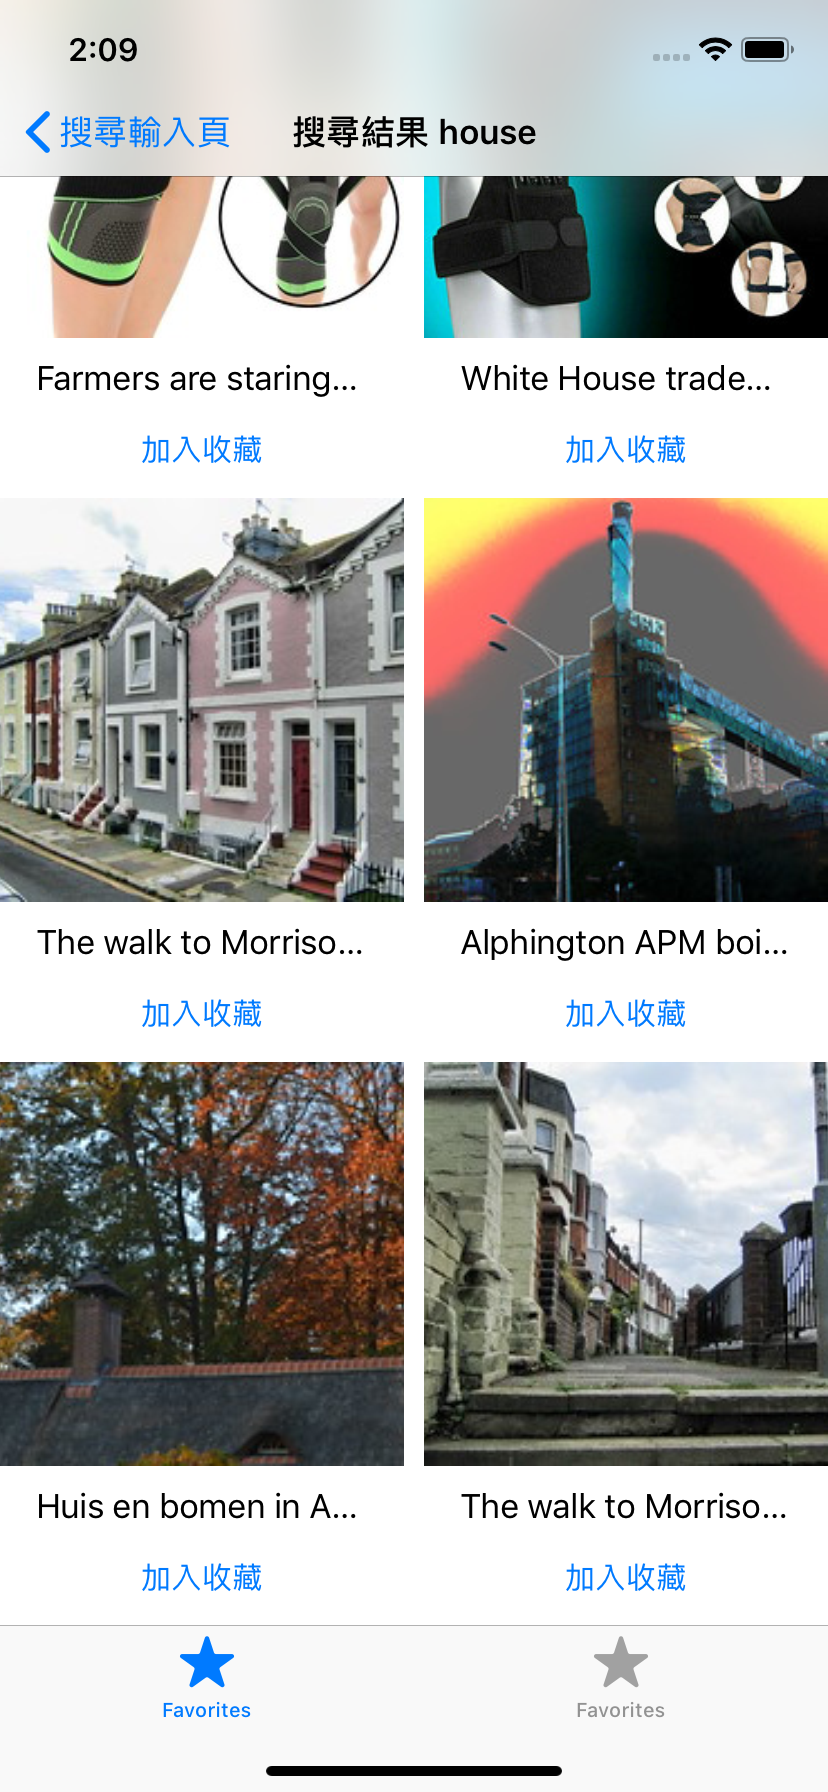 2:09
搜尋輸入頁 搜尋結果 house
Farmers are staring... White House trade...
加入收藏 加入收藏
The walk to Morriso... Alphington APM boi...
加入收藏 加入收藏
Huis en bomen in A... The walk to Morriso...
加入收藏 加入收藏
Favorites Favorites